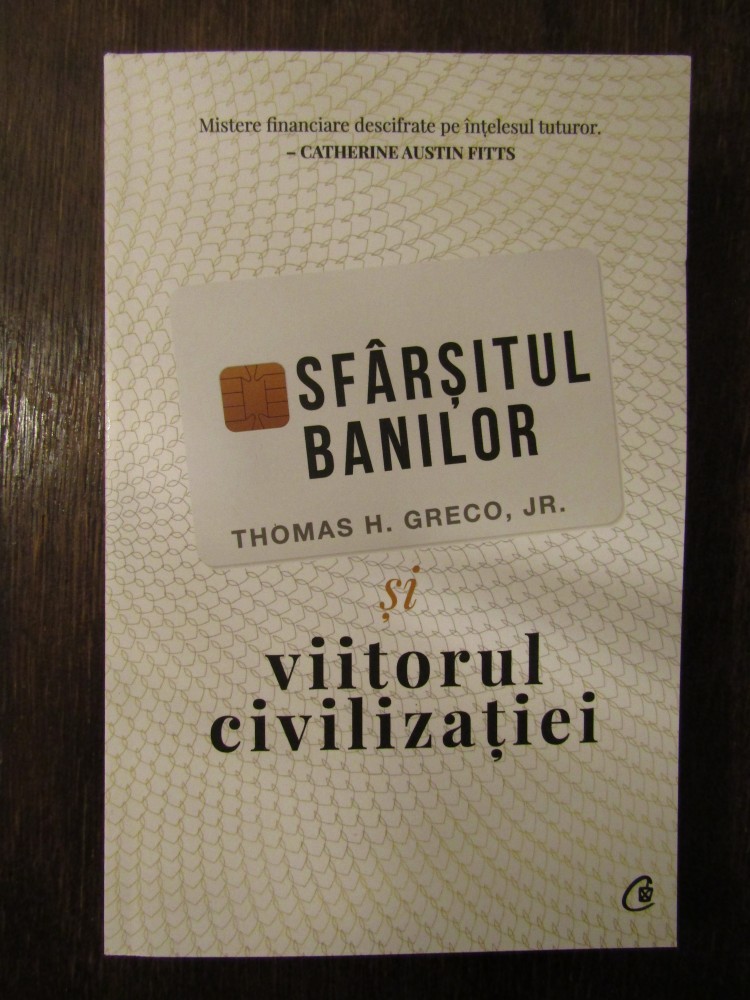 Mistere financiare descifrate pe înțelesul tuturor.
– CATHERINE AUSTIN FITTS
SFÂRȘITUL
BANILOR
THOMAS H. GRECO, JR.
și
viitorul
civilizației